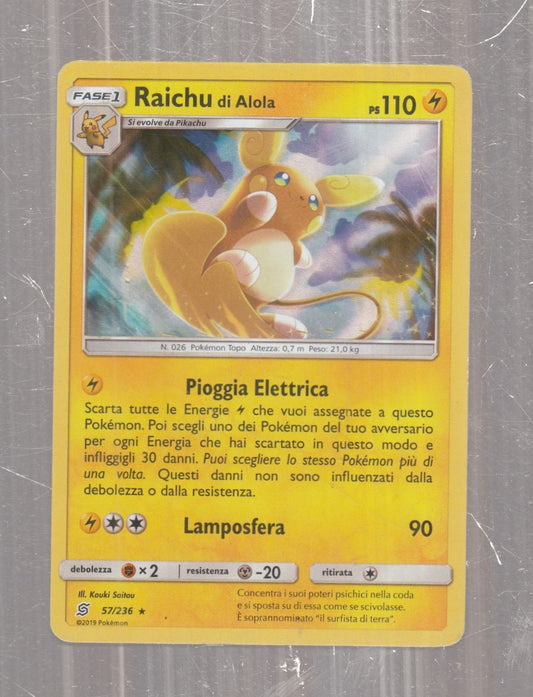 FASE 1 Raichu di Alola PS 110
Si evolve da Pikachu
N. 026 Pokémon Topo Altezza: 0,7 m Peso: 21,0 kg
Pioggia Elettrica
Scarta tutte le Energie che vuoi assegnate a questo
Pokémon. Poi scegli uno dei Pokémon del tuo avversario
per ogni Energia che hai scartato in questo modo e
infliggigli 30 danni. Puoi scegliere lo stesso Pokémon più di
una volta. Questi danni non sono influenzati dalla
debolezza o dalla resistenza.
Lamposfera 90
debolezza ×2 resistenza -20 ritirata
Ill. Kouki Saitou
57/236 ★
©2019 Pokémon
Concentra i suoi poteri psichici nella coda
e si sposta su di essa come se scivolasse.
È soprannominato "il surfista di terra".